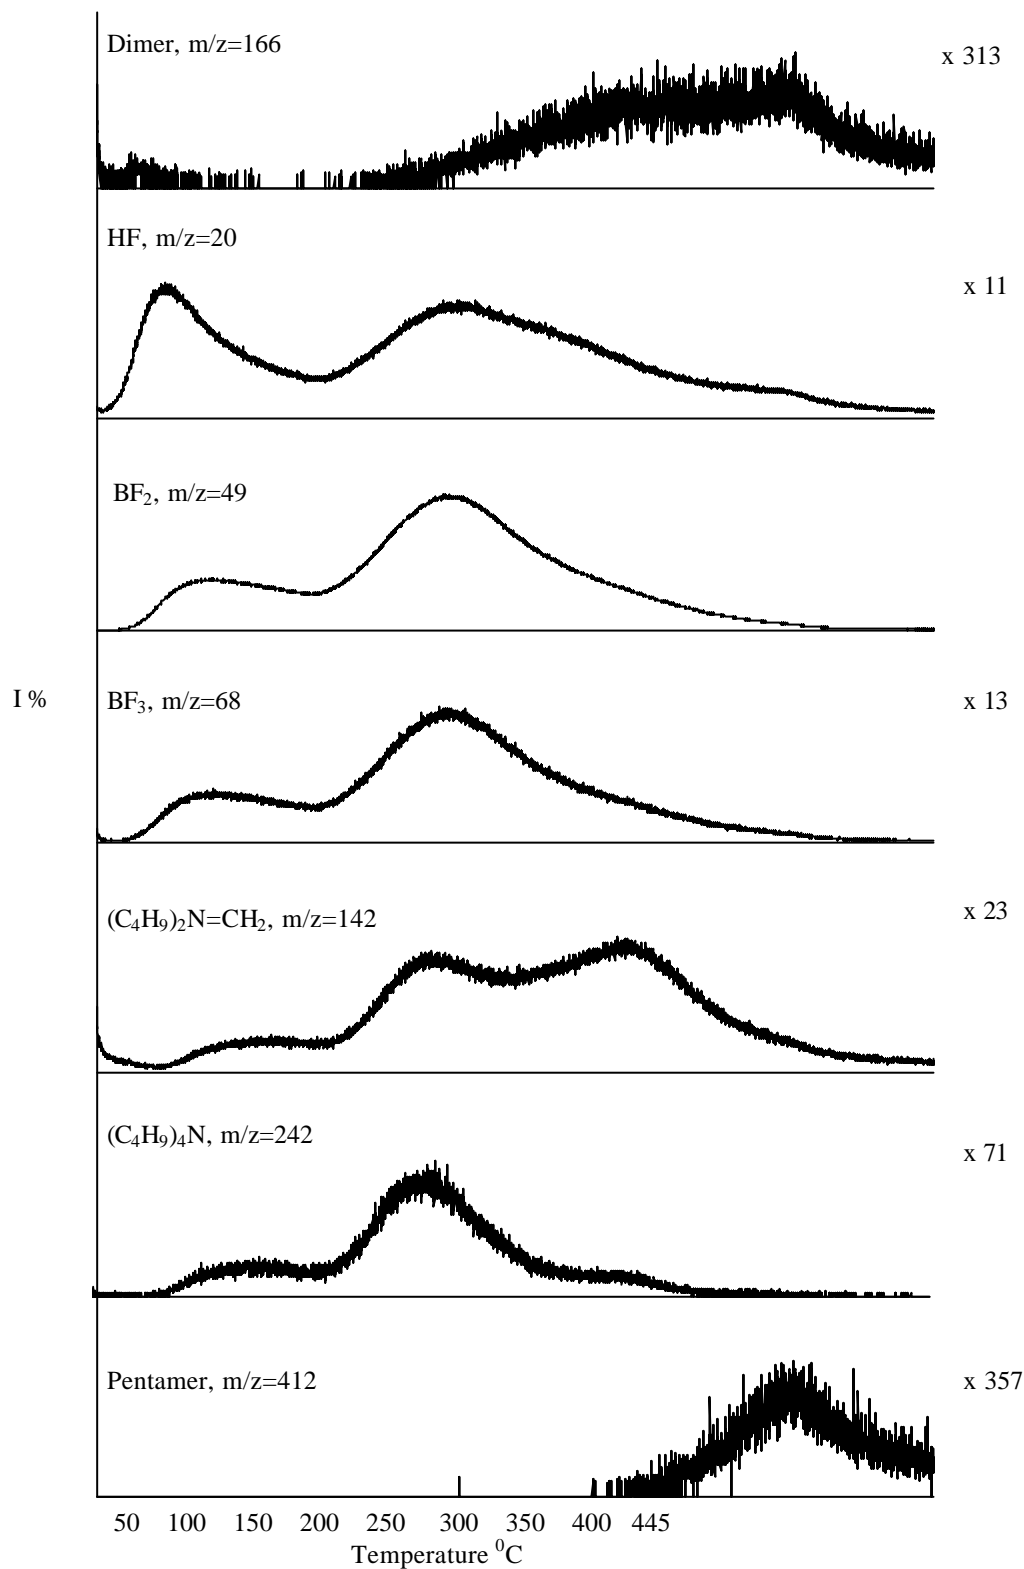 Dimer, m/z=166
x 313
HF, m/z=20
x 11
BF₂, m/z=49
I %
BF₃, m/z=68
x 13
(C₄H₉)₂N=CH₂, m/z=142
x 23
(C₄H₉)₄N, m/z=242
x 71
Pentamer, m/z=412
x 357
50 100 150 200 250 300 350 400 445
Temperature ⁰C